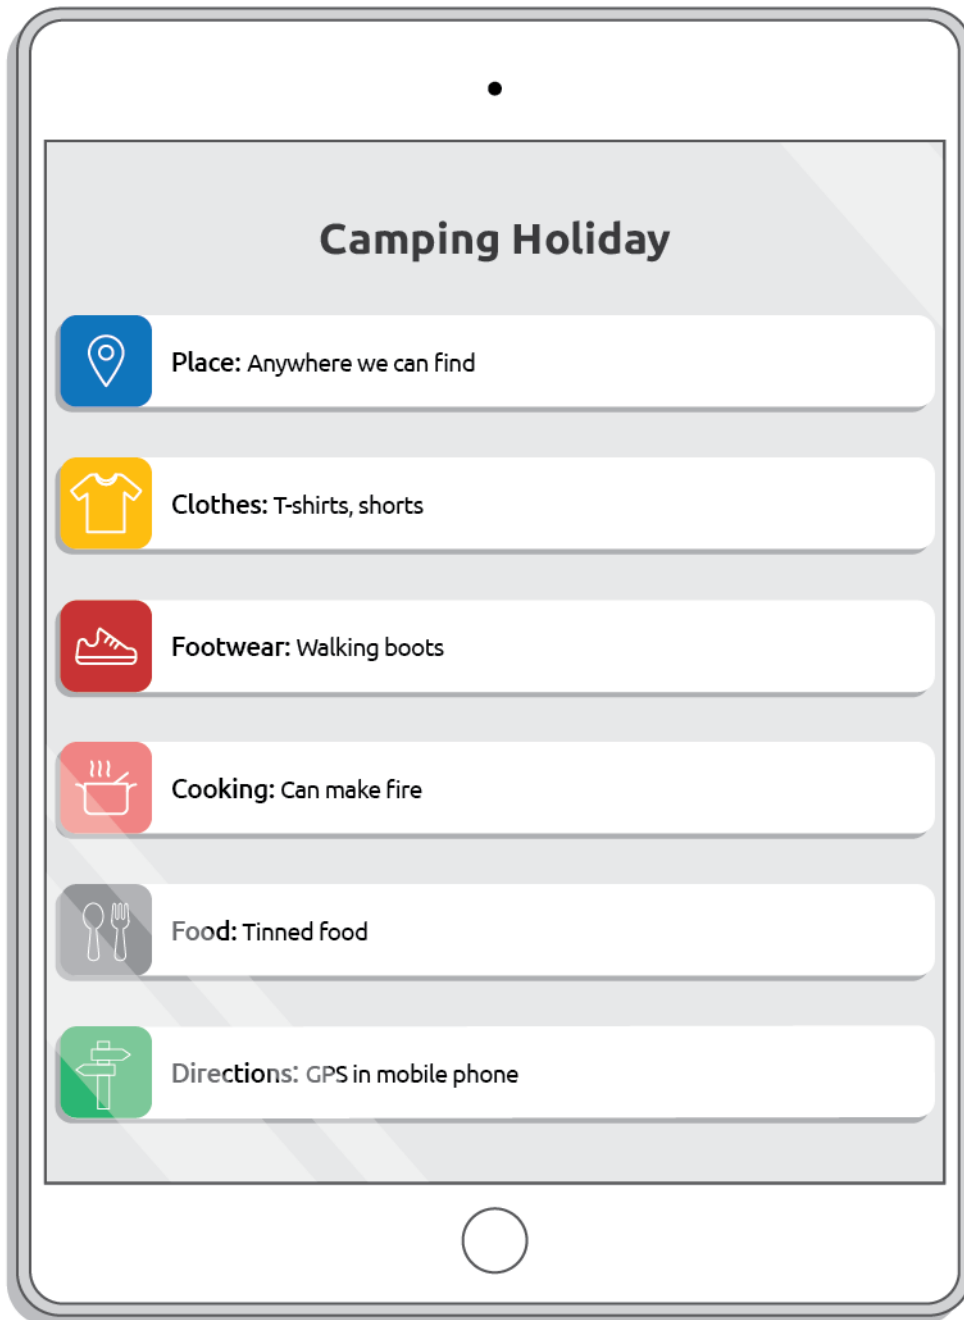 Camping Holiday
Place: Anywhere we can find
Clothes: T-shirts, shorts
Footwear: Walking boots
Cooking: Can make fire
Food: Tinned food
Directions: GPS in mobile phone